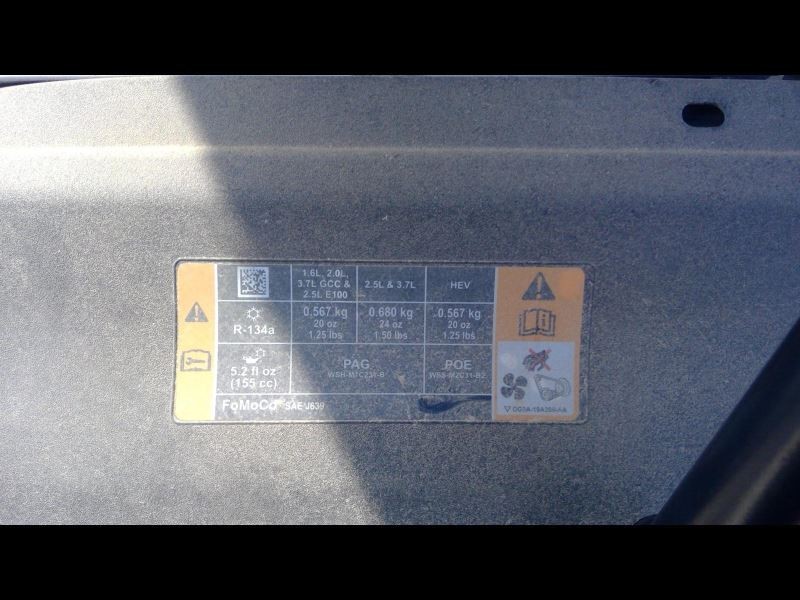 1.6L, 2.0L,
3.7L GCC &
2.5L E100
2.5L & 3.7L
HEV
R-134a
0.567 kg
20 oz
1.25 lbs
0.680 kg
24 oz
1.50 lbs
0.567 kg
20 oz
1.25 lbs
5.2 fl oz
(155 cc)
PAG
WSH-M1C231-B
POE
FoMoCo SAE J639